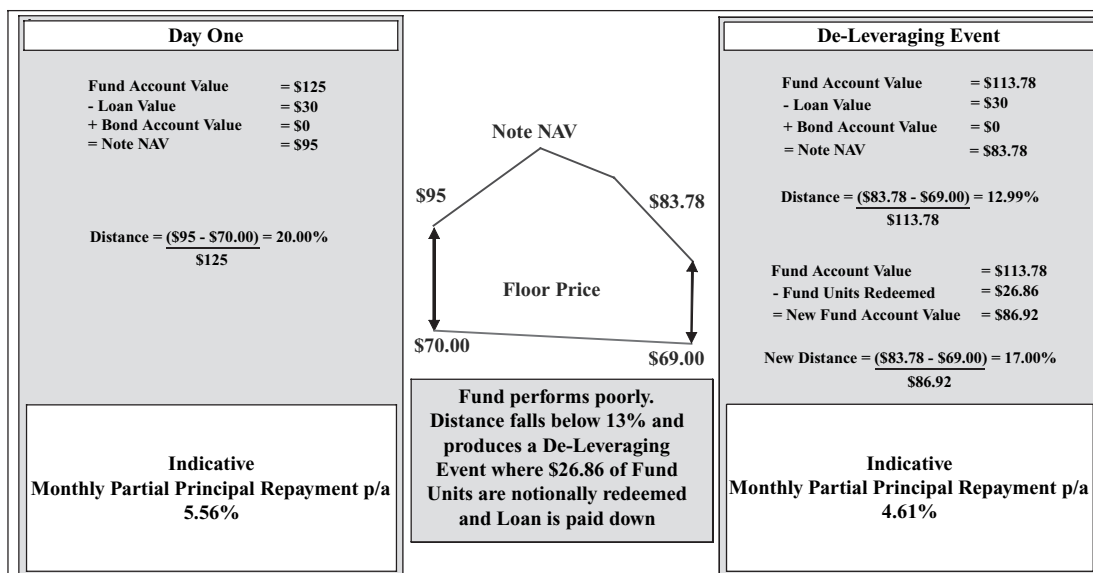 Day One
Fund Account Value = $125
- Loan Value = $30
+ Bond Account Value = $0
= Note NAV = $95
Distance = ($95 - $70.00) = 20.00%
$125
Indicative
Monthly Partial Principal Repayment p/a
5.56%
Note NAV
$95
$83.78
Floor Price
$70.00
$69.00
Fund performs poorly.
Distance falls below 13% and
produces a De-Leveraging
Event where $26.86 of Fund
Units are notionally redeemed
and Loan is paid down
De-Leveraging Event
Fund Account Value = $113.78
- Loan Value = $30
+ Bond Account Value = $0
= Note NAV = $83.78
Distance = ($83.78 - $69.00) = 12.99%
$113.78
Fund Account Value = $113.78
- Fund Units Redeemed = $26.86
= New Fund Account Value = $86.92
New Distance = ($83.78 - $69.00) = 17.00%
$86.92
Indicative
Monthly Partial Principal Repayment p/a
4.61%